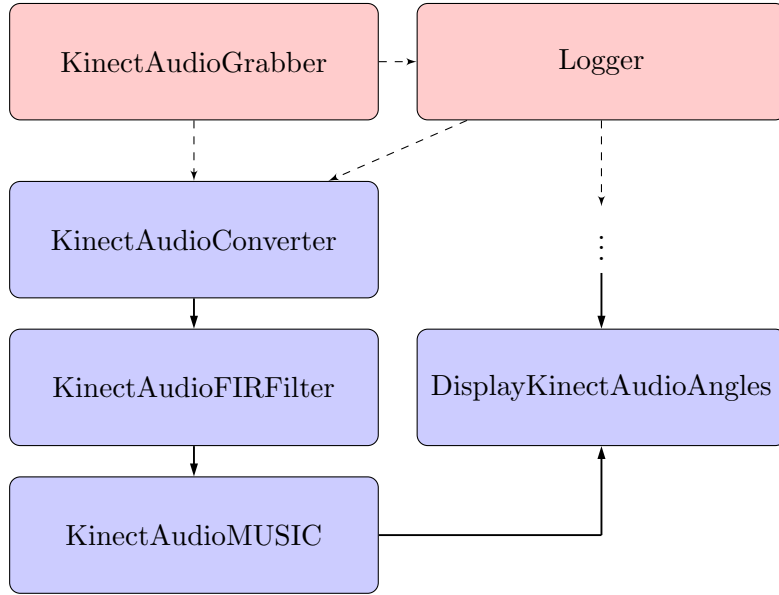 KinectAudioGrabber
Logger
KinectAudioConverter
⋮
KinectAudioFIRFilter
DisplayKinectAudioAngles
KinectAudioMUSIC